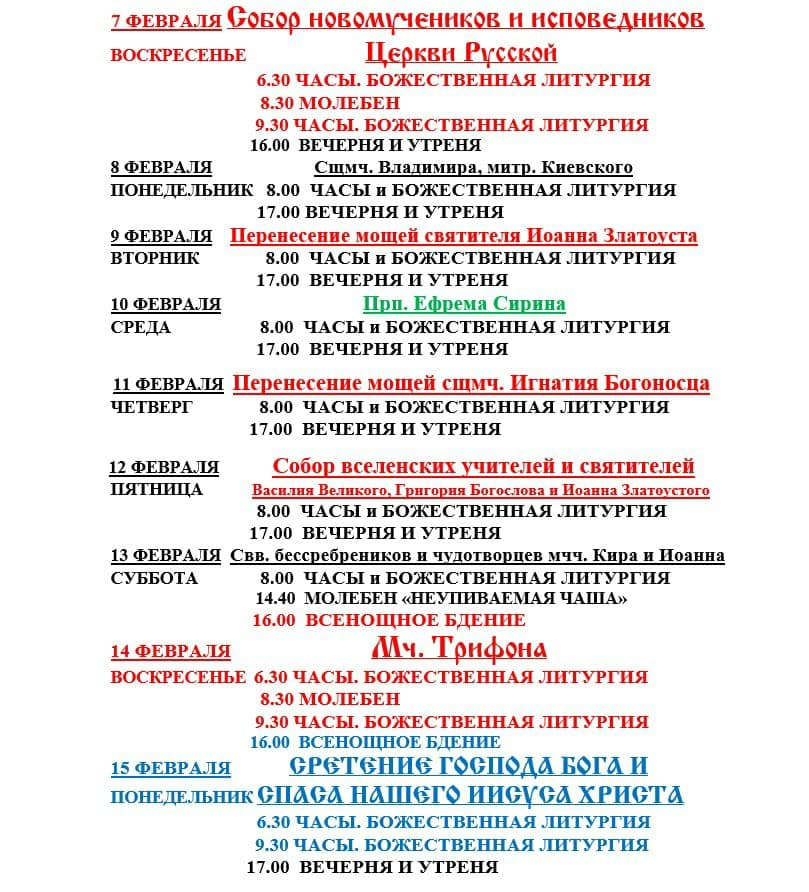 7 ФЕВРАЛЯ Собор новомучеников и исповедников
ВОСКРЕСЕНЬЕ Церкви Русской
6.30 ЧАСЫ. БОЖЕСТВЕННАЯ ЛИТУРГИЯ
8.30 МОЛЕБЕН
9.30 ЧАСЫ. БОЖЕСТВЕННАЯ ЛИТУРГИЯ
16.00 ВЕЧЕРНЯ И УТРЕНЯ
8 ФЕВРАЛЯ Сщмч. Владимира, митр. Киевского
ПОНЕДЕЛЬНИК 8.00 ЧАСЫ и БОЖЕСТВЕННАЯ ЛИТУРГИЯ
17.00 ВЕЧЕРНЯ И УТРЕНЯ
9 ФЕВРАЛЯ Перенесение мощей святителя Иоанна Златоуста
ВТОРНИК 8.00 ЧАСЫ и БОЖЕСТВЕННАЯ ЛИТУРГИЯ
17.00 ВЕЧЕРНЯ И УТРЕНЯ
10 ФЕВРАЛЯ Прп. Ефрема Сирина
СРЕДА 8.00 ЧАСЫ и БОЖЕСТВЕННАЯ ЛИТУРГИЯ
17.00 ВЕЧЕРНЯ И УТРЕНЯ
11 ФЕВРАЛЯ Перенесение мощей сщмч. Игнатия Богоносца
ЧЕТВЕРГ 8.00 ЧАСЫ и БОЖЕСТВЕННАЯ ЛИТУРГИЯ
17.00 ВЕЧЕРНЯ И УТРЕНЯ
12 ФЕВРАЛЯ Собор вселенских учителей и святителей
ПЯТНИЦА Василия Великого, Григория Богослова и Иоанна Златоустого
8.00 ЧАСЫ и БОЖЕСТВЕННАЯ ЛИТУРГИЯ
17.00 ВЕЧЕРНЯ И УТРЕНЯ
13 ФЕВРАЛЯ Свв. бессребреников и чудотворцев мчч. Кира и Иоанна
СУББОТА 8.00 ЧАСЫ и БОЖЕСТВЕННАЯ ЛИТУРГИЯ
14.40 МОЛЕБЕН «НЕУПИВАЕМАЯ ЧАША»
16.00 ВСЕНОЩНОЕ БДЕНИЕ
14 ФЕВРАЛЯ Мч. Трифона
ВОСКРЕСЕНЬЕ 6.30 ЧАСЫ. БОЖЕСТВЕННАЯ ЛИТУРГИЯ
8.30 МОЛЕБЕН
9.30 ЧАСЫ. БОЖЕСТВЕННАЯ ЛИТУРГИЯ
16.00 ВСЕНОЩНОЕ БДЕНИЕ
15 ФЕВРАЛЯ СРЕТЕНИЕ ГОСПОДА БОГА И
ПОНЕДЕЛЬНИК СПАСА НАШЕГО ИИСУСА ХРИСТА
6.30 ЧАСЫ. БОЖЕСТВЕННАЯ ЛИТУРГИЯ
9.30 ЧАСЫ. БОЖЕСТВЕННАЯ ЛИТУРГИЯ
17.00 ВЕЧЕРНЯ И УТРЕНЯ